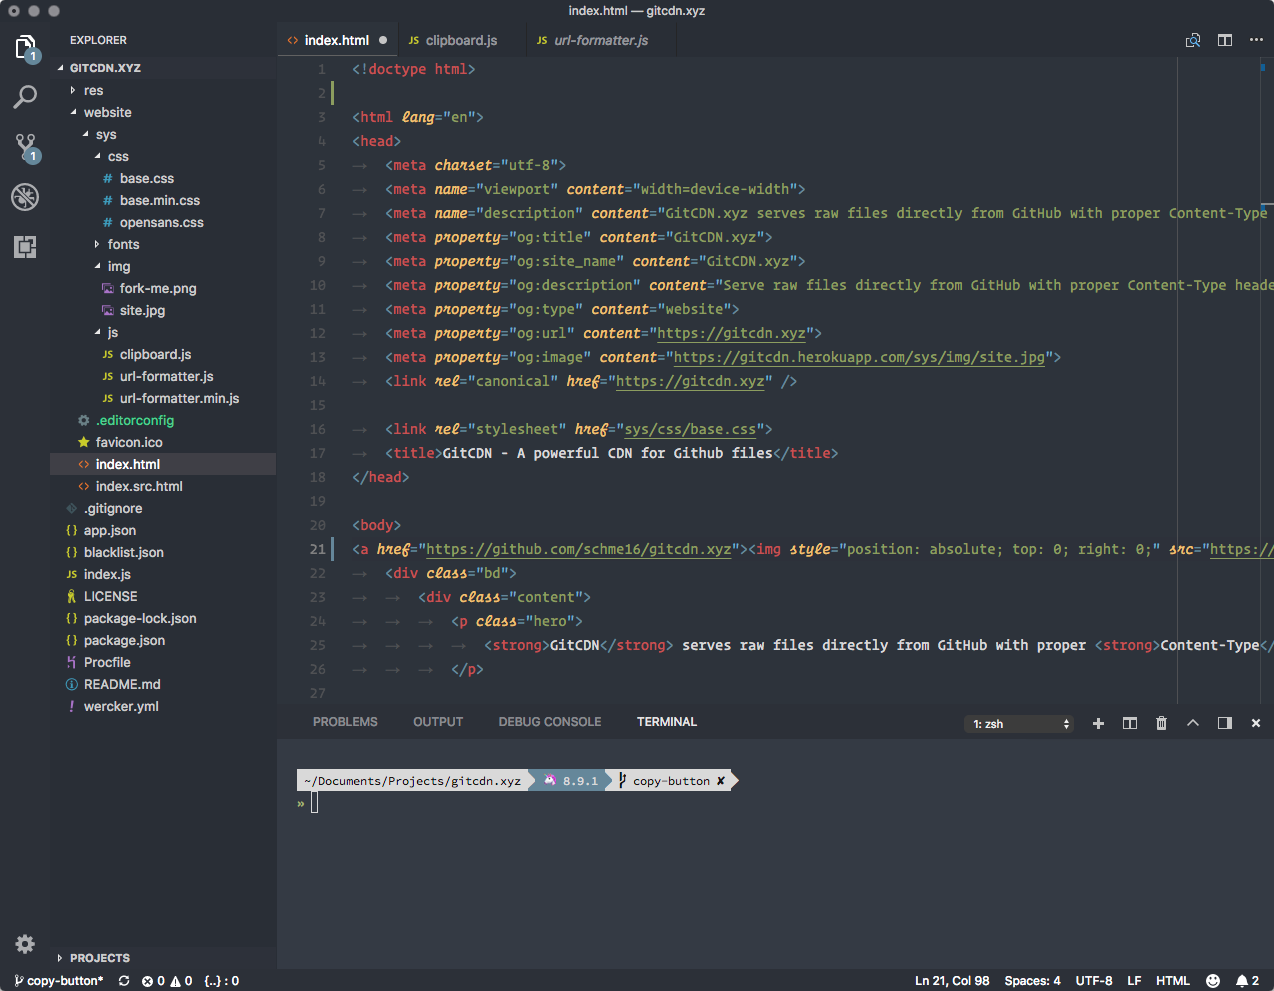 index.html — gitcdn.xyz
EXPLORER
GITCDN.XYZ
res
website
sys
css
# base.css
# base.min.css
# opensans.css
fonts
img
fork-me.png
site.jpg
js
JS clipboard.js
JS url-formatter.js
JS url-formatter.min.js
.editorconfig
favicon.ico
<> index.html
<> index.src.html
.gitignore
{} app.json
{} blacklist.json
JS index.js
LICENSE
{} package-lock.json
{} package.json
Procfile
README.md
! wercker.yml
PROJECTS
1
1
<> index.html ●
JS clipboard.js
JS url-formatter.js
1 <!doctype html>
2
3 <html lang="en">
4 <head>
5 → <meta charset="utf-8">
6 → <meta name="viewport" content="width=device-width">
7 → <meta name="description" content="GitCDN.xyz serves raw files directly from GitHub with proper Content-Type
8 → <meta property="og:title" content="GitCDN.xyz">
9 → <meta property="og:site_name" content="GitCDN.xyz">
10 → <meta property="og:description" content="Serve raw files directly from GitHub with proper Content-Type heade
11 → <meta property="og:type" content="website">
12 → <meta property="og:url" content="https://gitcdn.xyz">
13 → <meta property="og:image" content="https://gitcdn.herokuapp.com/sys/img/site.jpg">
14 → <link rel="canonical" href="https://gitcdn.xyz" />
15
16 → <link rel="stylesheet" href="sys/css/base.css">
17 → <title>GitCDN - A powerful CDN for Github files</title>
18 </head>
19
20 <body>
21 <a href="https://github.com/schme16/gitcdn.xyz"><img style="position: absolute; top: 0; right: 0;" src="https://
22 → <div class="bd">
23 → → <div class="content">
24 → → → <p class="hero">
25 → → → → <strong>GitCDN</strong> serves raw files directly from GitHub with proper <strong>Content-Type</
26 → → → </p>
27
PROBLEMS OUTPUT DEBUG CONSOLE TERMINAL
1: zsh
~/Documents/Projects/gitcdn.xyz 8.9.1 copy-button ✘
»
copy-button* 0 0 {..} : 0
Ln 21, Col 98 Spaces: 4 UTF-8 LF HTML 2